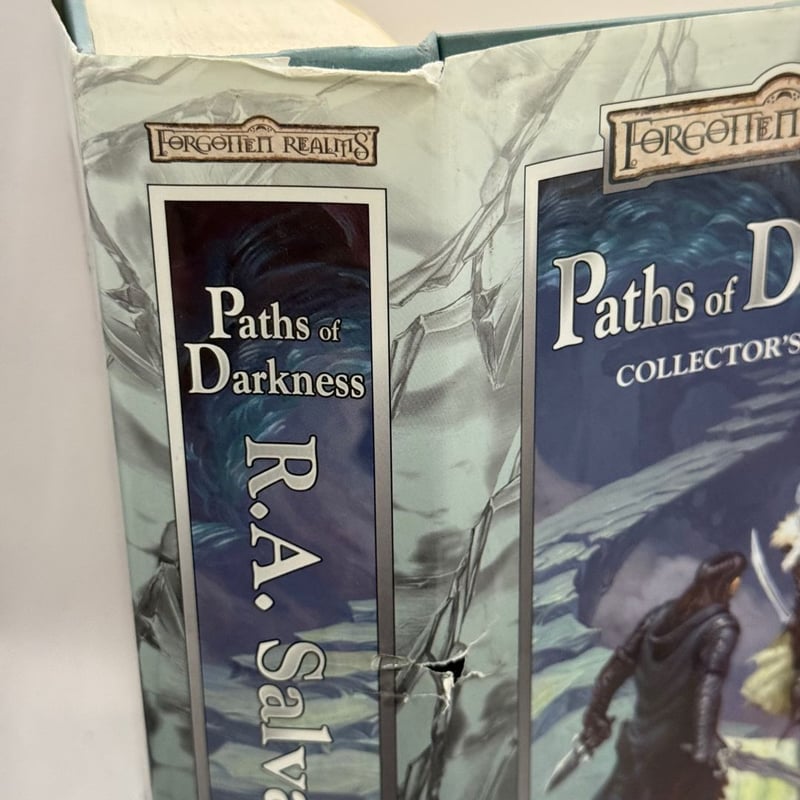 FORGOTTEN REALMS
Paths of
Darkness
R.A. Salva
FORGOTTEN
Paths of D
COLLECTOR'S